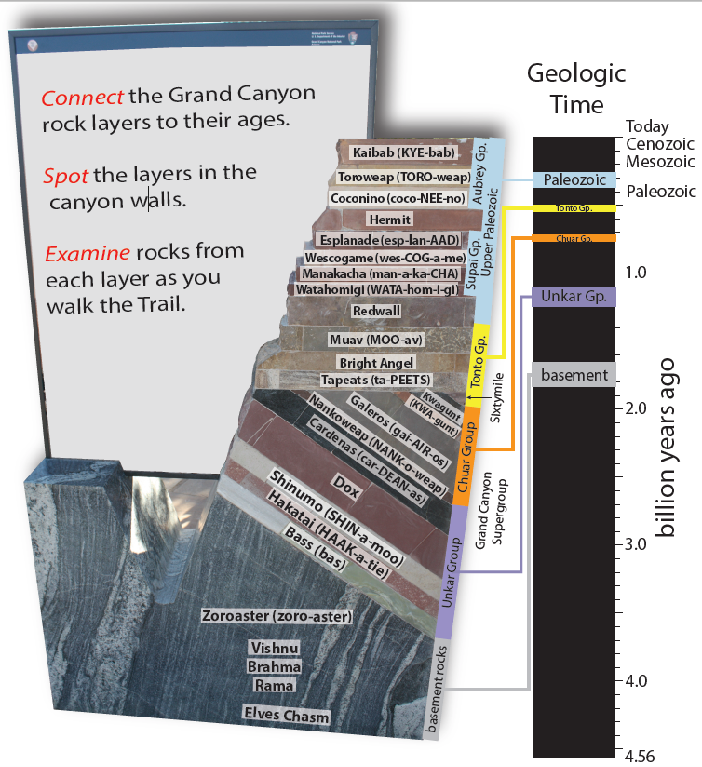 Connect the Grand Canyon
rock layers to their ages.
Spot the layers in the
canyon walls.
Examine rocks from
each layer as you
walk the Trail.
Kaibab (KYE-bab)
Toroweap (TORO-weap)
Coconino (coco-NEE-no)
Hermit
Esplanade (esp-lan-AAD)
Wescogame (wes-COG-a-me)
Manakacha (man-a-ka-CHA)
Watahomigi (WATA-hom-i-gi)
Redwall
Muav (MOO-av)
Bright Angel
Tapeats (ta-PEETS)
Kwagunt
(KWA-gunt)
Galeros (gal-AIR-os)
Nankoweap (NANK-o-weap)
Cardenas (car-DEAN-as)
Dox
Shinumo (SHIN-a-moo)
Hakatai (HAAK-a-tie)
Bass (bas)
Zoroaster (zoro-aster)
Vishnu
Brahma
Rama
Elves Chasm
Aubrey Gp.
Supai Gp.
Upper Paleozoic
Tonto Gp.
Sixtymile
Chuar Group
Grand Canyon
Supergroup
Unkar Group
basement rocks
Geologic
Time
Today
Cenozoic
Mesozoic
Paleozoic
Paleozoic
Tonto Gp.
Chuar Gp.
1.0
Unkar Gp.
basement
2.0
3.0
4.0
4.56
billion years ago